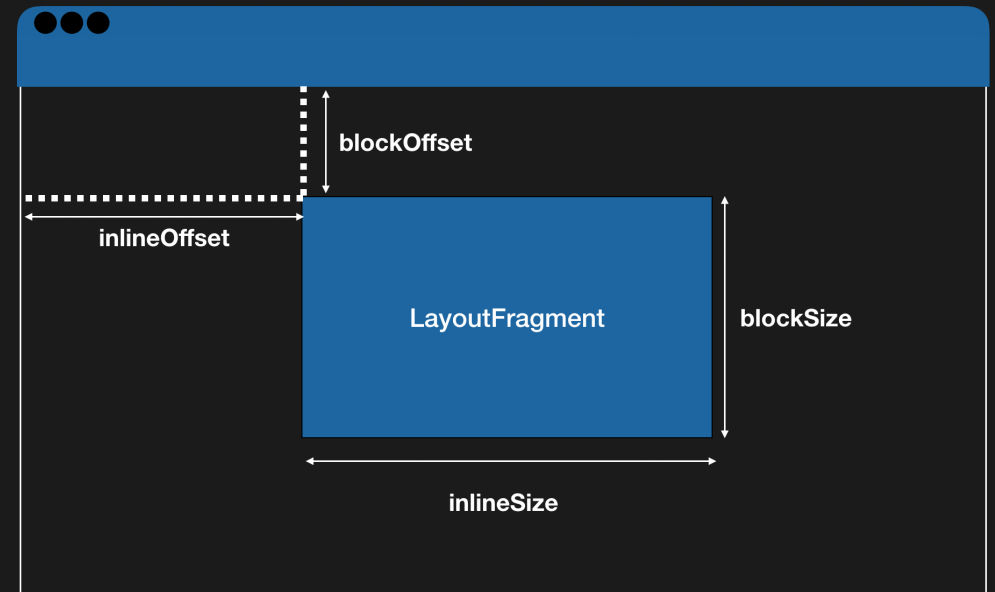 blockOffset
inlineOffset
LayoutFragment
blockSize
inlineSize